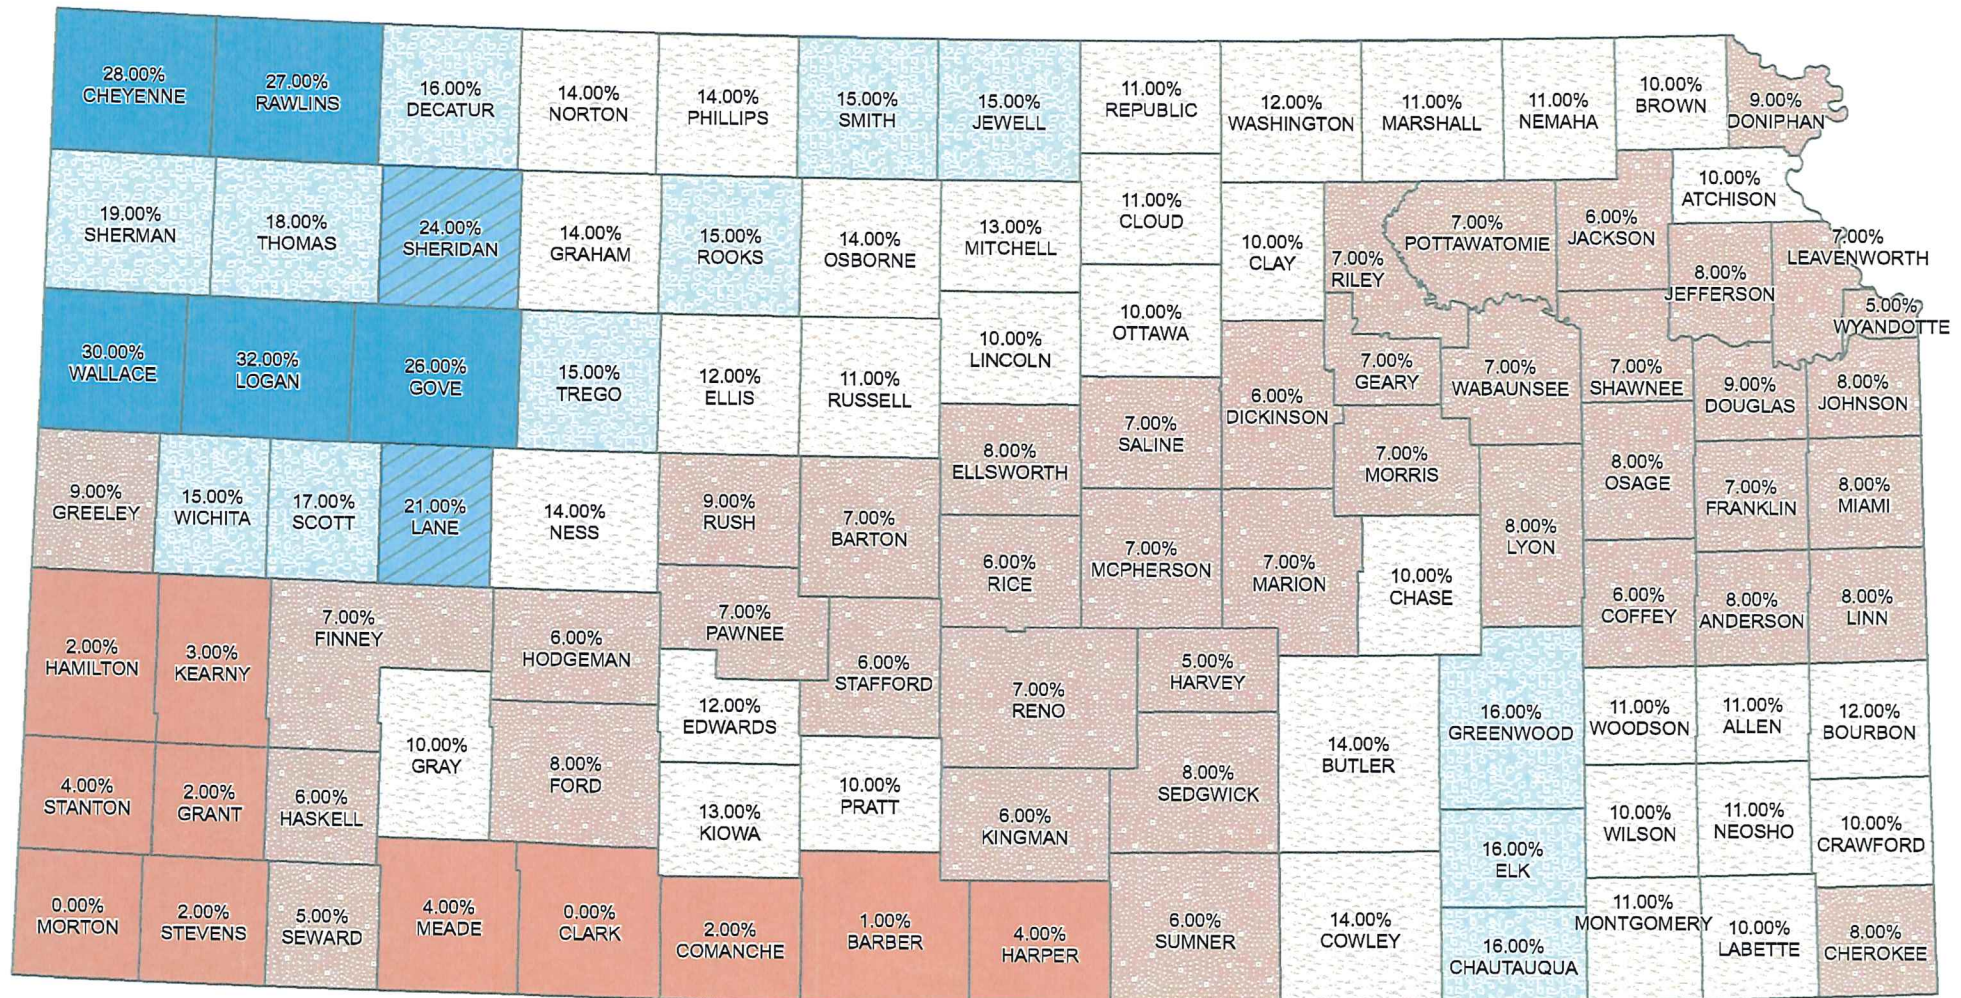 28.00%
CHEYENNE
27.00%
RAWLINS
16.00%
DECATUR
14.00%
NORTON
14.00%
PHILLIPS
15.00%
SMITH
15.00%
JEWELL
11.00%
REPUBLIC
12.00%
WASHINGTON
11.00%
MARSHALL
11.00%
NEMAHA
10.00%
BROWN
9.00%
DONIPHAN
19.00%
SHERMAN
18.00%
THOMAS
24.00%
SHERIDAN
14.00%
GRAHAM
15.00%
ROOKS
14.00%
OSBORNE
13.00%
MITCHELL
11.00%
CLOUD
10.00%
CLAY
7.00%
RILEY
7.00%
POTTAWATOMIE
6.00%
JACKSON
10.00%
ATCHISON
8.00%
JEFFERSON
7.00%
LEAVENWORTH
5.00%
WYANDOTTE
30.00%
WALLACE
32.00%
LOGAN
26.00%
GOVE
15.00%
TREGO
12.00%
ELLIS
11.00%
RUSSELL
10.00%
LINCOLN
10.00%
OTTAWA
6.00%
DICKINSON
7.00%
GEARY
7.00%
WABAUNSEE
7.00%
SHAWNEE
9.00%
DOUGLAS
8.00%
JOHNSON
9.00%
GREELEY
15.00%
WICHITA
17.00%
SCOTT
21.00%
LANE
14.00%
NESS
9.00%
RUSH
7.00%
BARTON
8.00%
ELLSWORTH
7.00%
SALINE
7.00%
MORRIS
8.00%
LYON
8.00%
OSAGE
7.00%
FRANKLIN
8.00%
MIAMI
6.00%
RICE
7.00%
MCPHERSON
7.00%
MARION
10.00%
CHASE
6.00%
COFFEY
8.00%
ANDERSON
8.00%
LINN
2.00%
HAMILTON
3.00%
KEARNY
7.00%
FINNEY
6.00%
HODGEMAN
7.00%
PAWNEE
6.00%
STAFFORD
7.00%
RENO
5.00%
HARVEY
10.00%
GRAY
8.00%
FORD
12.00%
EDWARDS
8.00%
SEDGWICK
14.00%
BUTLER
16.00%
GREENWOOD
11.00%
WOODSON
11.00%
ALLEN
12.00%
BOURBON
4.00%
STANTON
2.00%
GRANT
6.00%
HASKELL
13.00%
KIOWA
10.00%
PRATT
6.00%
KINGMAN
16.00%
ELK
10.00%
WILSON
11.00%
NEOSHO
10.00%
CRAWFORD
0.00%
MORTON
2.00%
STEVENS
5.00%
SEWARD
4.00%
MEADE
0.00%
CLARK
2.00%
COMANCHE
1.00%
BARBER
4.00%
HARPER
6.00%
SUMNER
14.00%
COWLEY
16.00%
CHAUTAUQUA
11.00%
MONTGOMERY
10.00%
LABETTE
8.00%
CHEROKEE